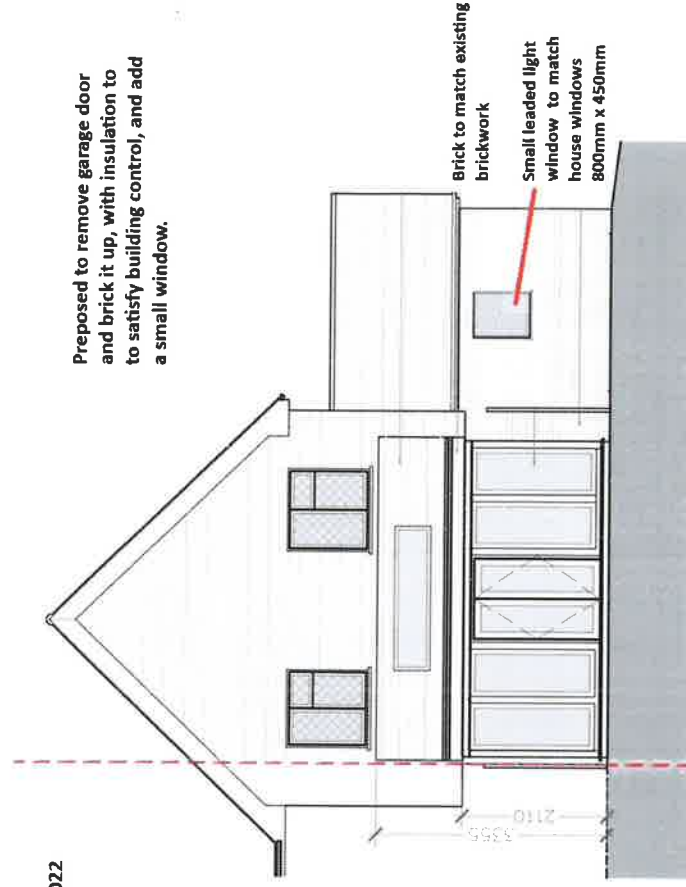 022
Preposed to remove garage door
and brick it up, with insulation to
to satisfy building control, and add
a small window.
Brick to match existing
brickwork
Small leaded light
window to match
house windows
800mm x 450mm
3355
2110